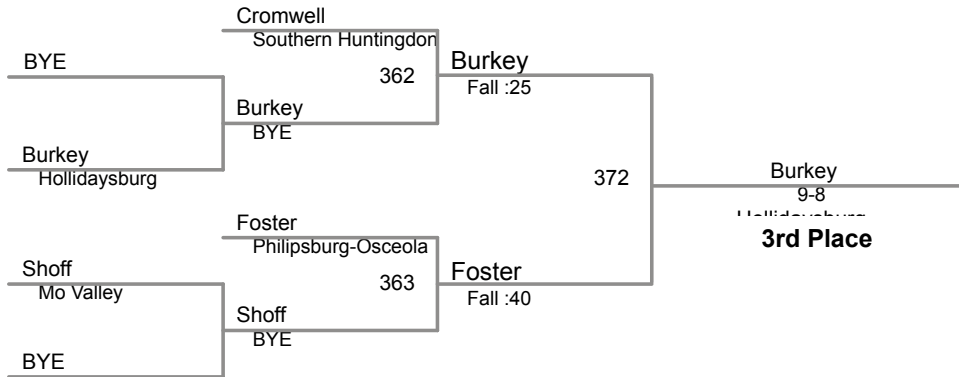 Cromwell
Southern Huntingdon
BYE
362
Burkey
Fall :25
Burkey
BYE
Burkey
Hollidaysburg
372
Burkey
9-8
Hollidaysburg
3rd Place
Foster
Philipsburg-Osceola
Shoff
Mo Valley
363
Foster
Fall :40
Shoff
BYE
BYE